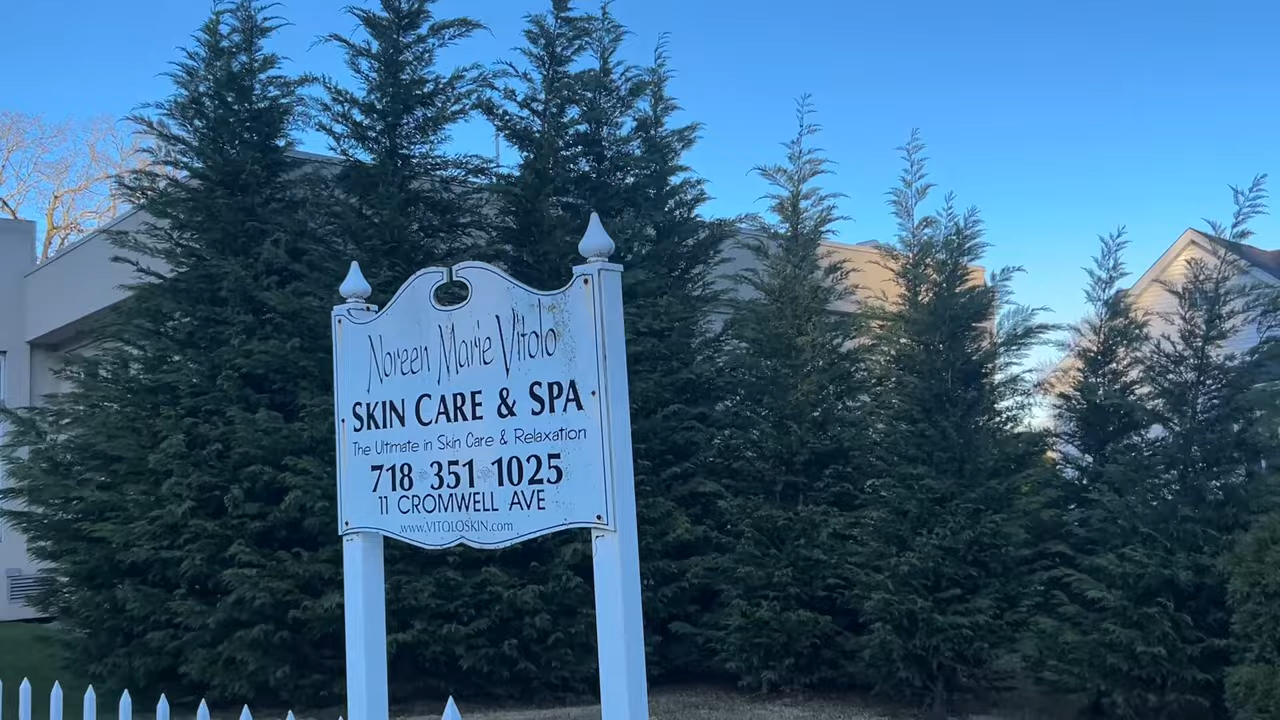 Noreen Marie Vitolo
SKIN CARE & SPA
The Ultimate in Skin Care & Relaxation
718 351 1025
11 CROMWELL AVE
www.VITOLOSKIN.com